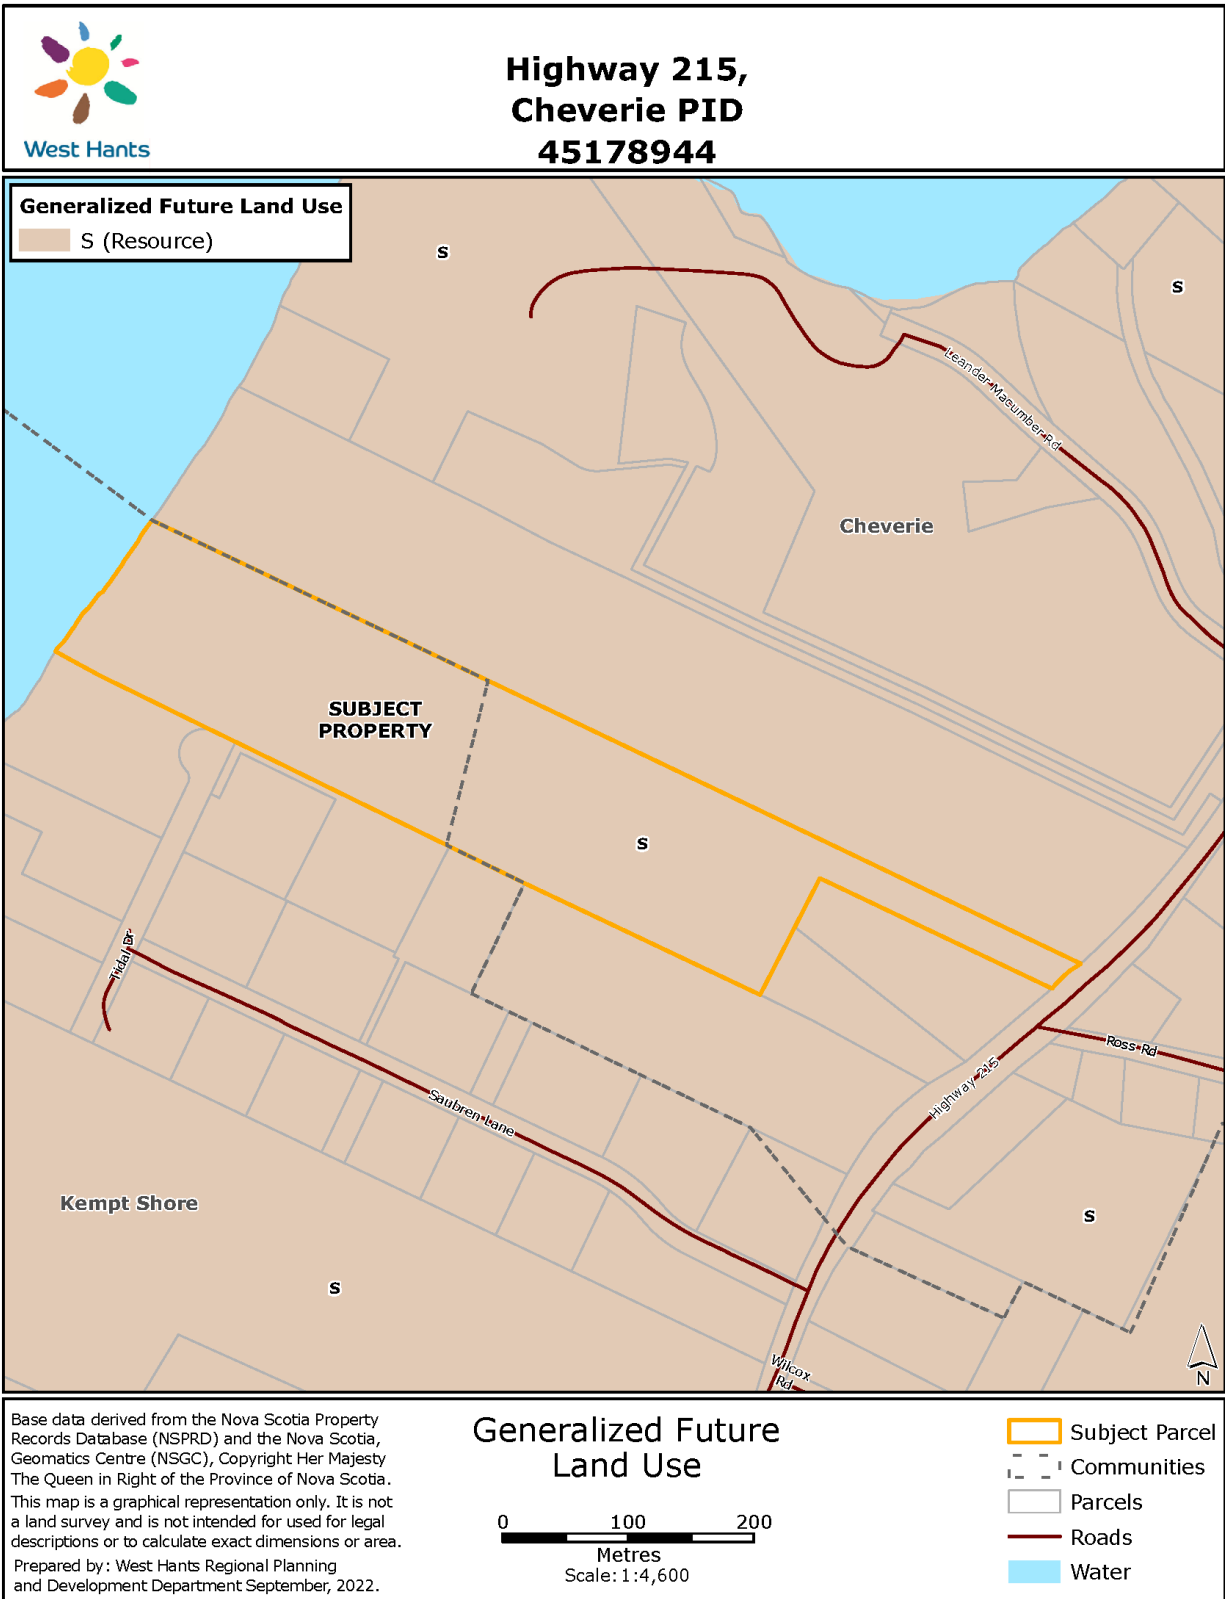 West Hants
Highway 215,
Cheverie PID
45178944
Generalized Future Land Use
S (Resource)
S
S
Leander Macumber Rd
Cheverie
SUBJECT
PROPERTY
S
Tidal Dr
Ross Rd
Highway 215
Saubren Lane
Kempt Shore
S
S
Wilcox
Rd
N
Base data derived from the Nova Scotia Property
Records Database (NSPRD) and the Nova Scotia,
Geomatics Centre (NSGC), Copyright Her Majesty
The Queen in Right of the Province of Nova Scotia.
This map is a graphical representation only. It is not
a land survey and is not intended for used for legal
descriptions or to calculate exact dimensions or area.
Prepared by: West Hants Regional Planning
and Development Department September, 2022.
Generalized Future
Land Use
0 100 200
Metres
Scale: 1:4,600
Subject Parcel
Communities
Parcels
Roads
Water